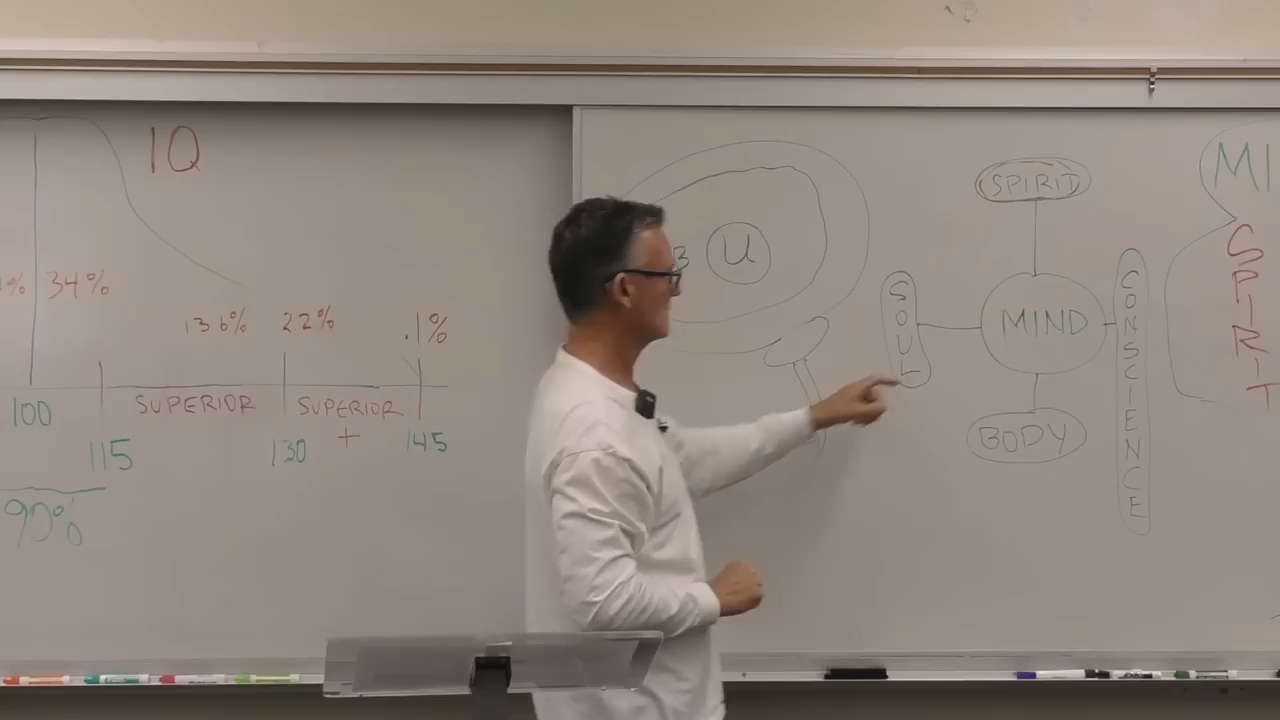 IQ
34%
13.6%
2.2%
.1%
SUPERIOR
SUPERIOR
+
100
115
130
145
90%
3
U
SPIRIT
SOUL
MIND
CONSCIENCE
BODY
MI
SPIRIT